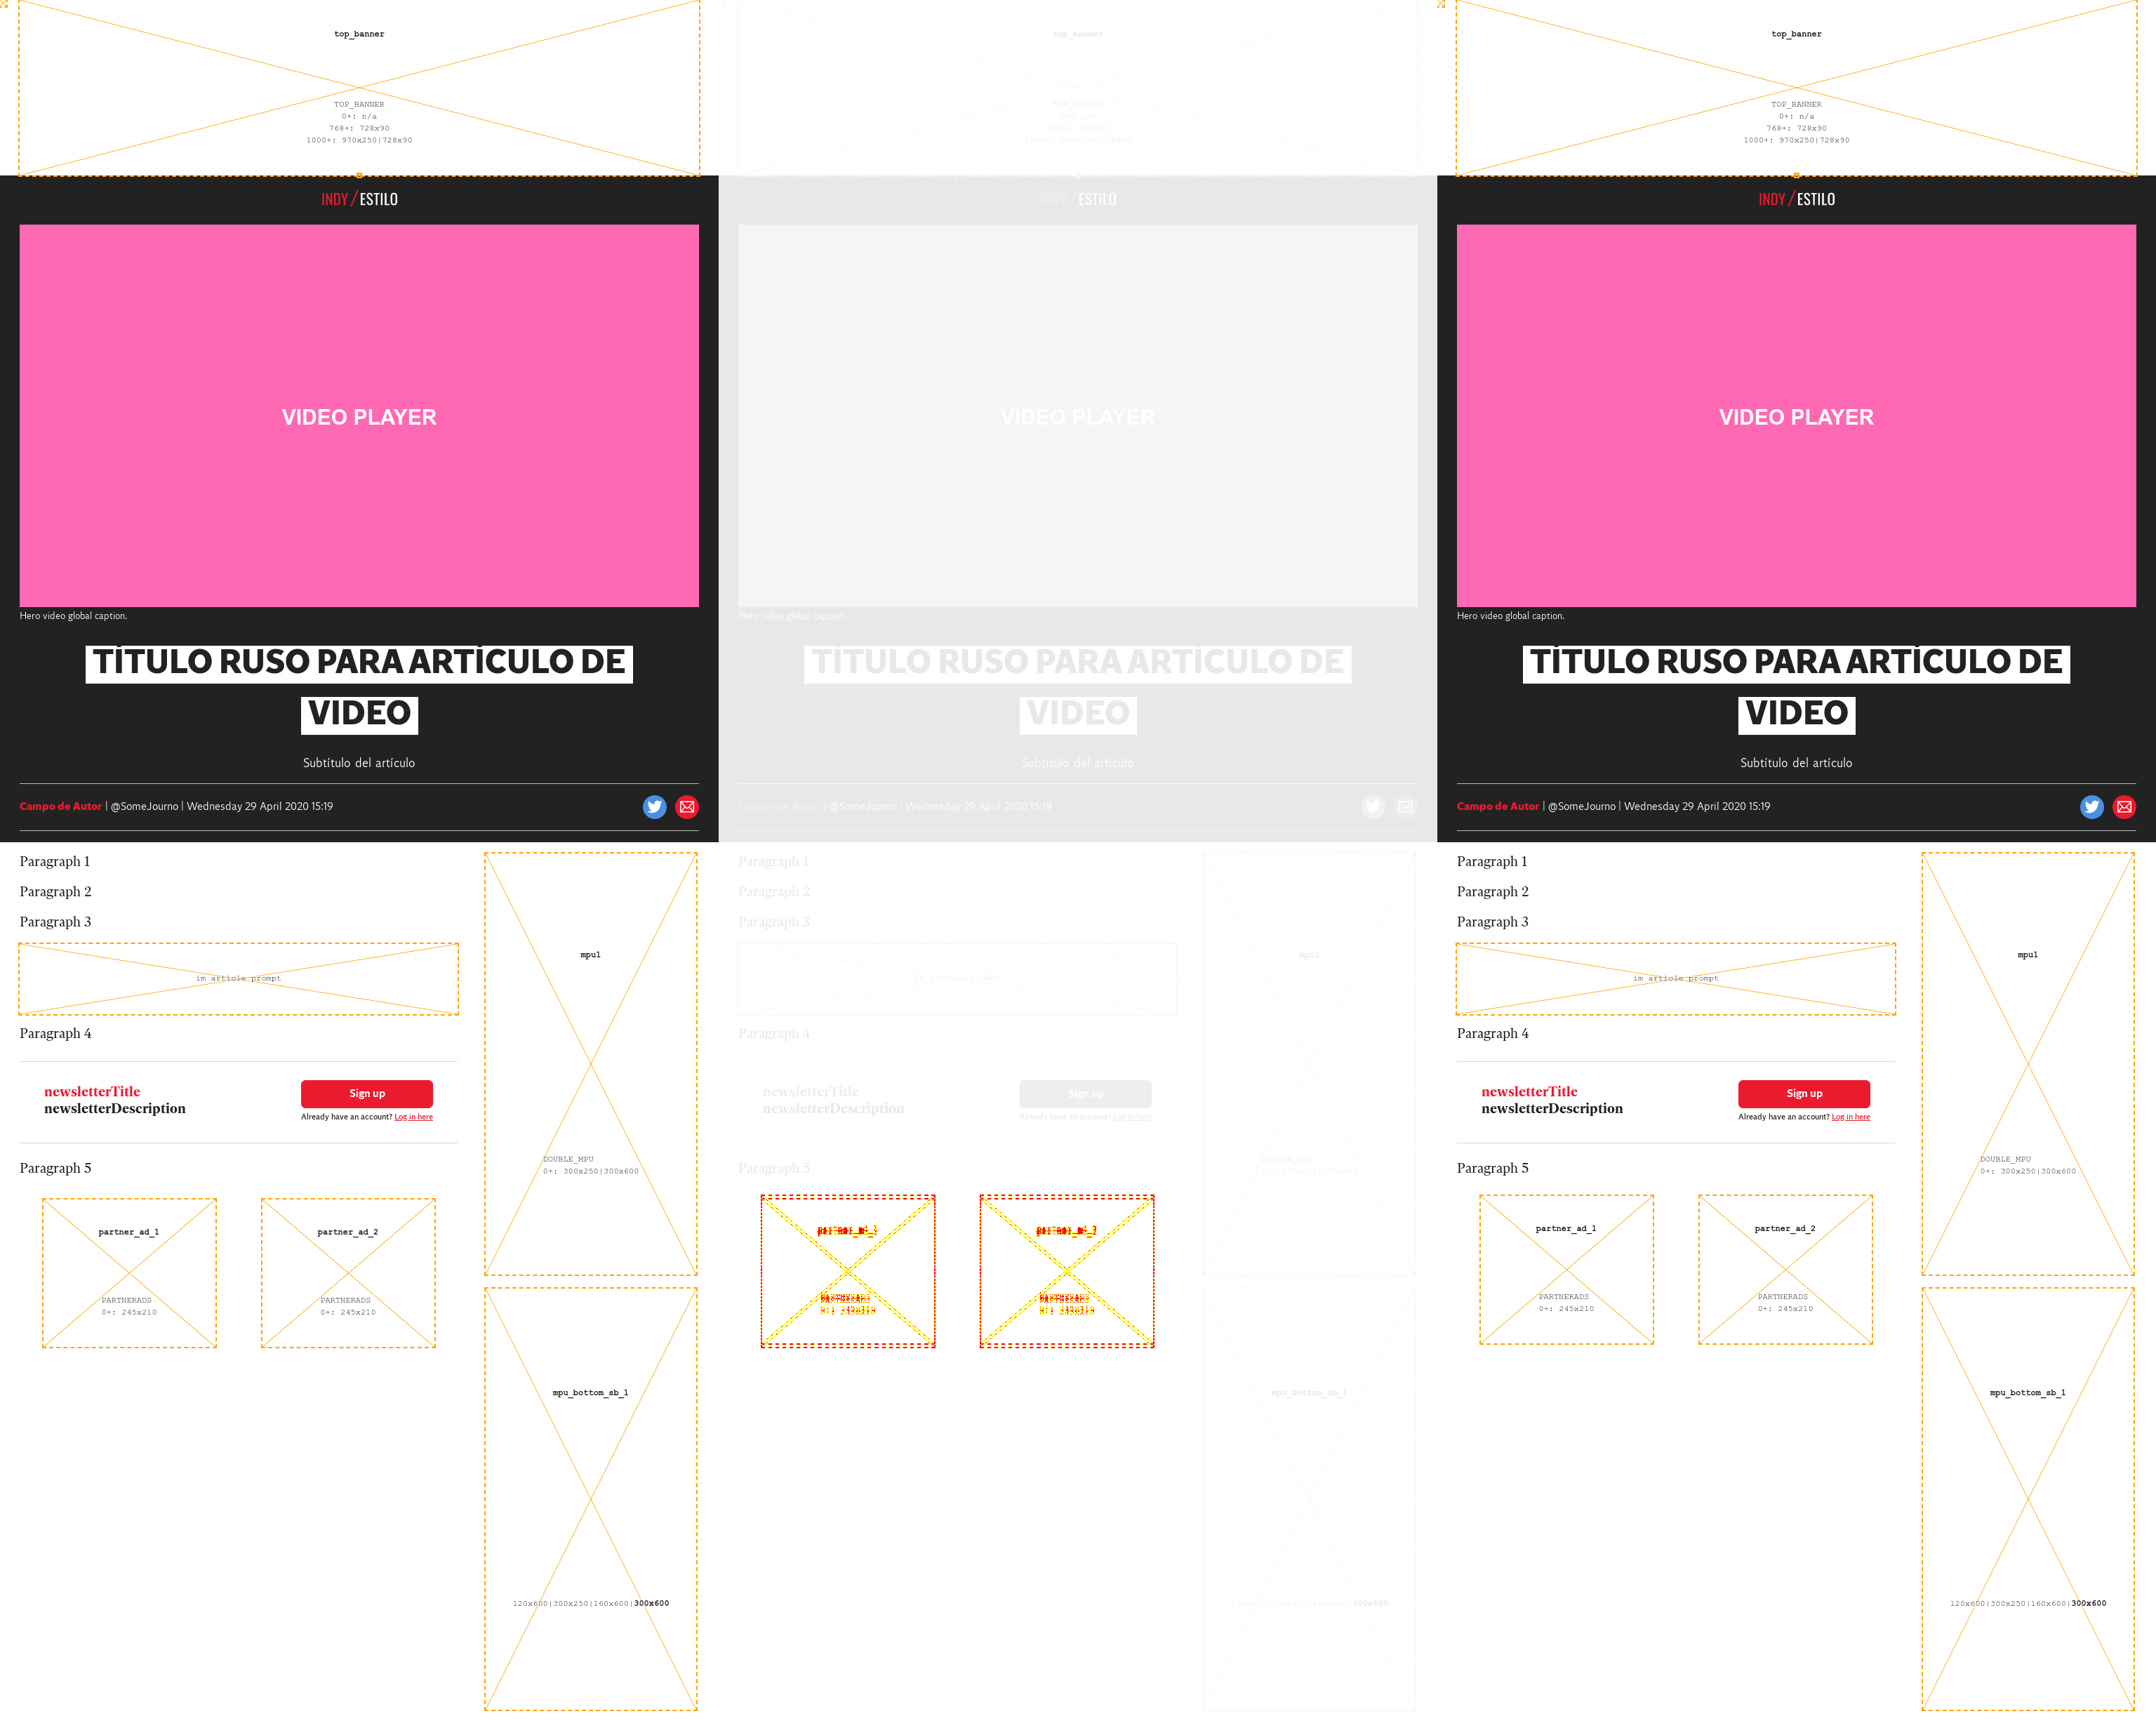 top_banner
TOP_BANNER
0+: n/a
768+: 728x90
1000+: 970x250|728x90
INDY/ESTILO
VIDEO PLAYER
Hero video global caption.
TÍTULO RUSO PARA ARTÍCULO DE
VIDEO
Subtítulo del artículo
Campo de Autor | @SomeJourno | Wednesday 29 April 2020 15:19
Paragraph 1
Paragraph 2
Paragraph 3
im article prompt
Paragraph 4
newsletterTitle
newsletterDescription
Sign up
Already have an account? Log in here
Paragraph 5
partner_ad_1
PARTNERADS
0+: 245x210
partner_ad_2
PARTNERADS
0+: 245x210
mpu1
DOUBLE_MPU
0+: 300x250|300x600
mpu_bottom_sb_1
120x600|300x250|160x600|300x600
top_banner
TOP_BANNER
0+: n/a
768+: 728x90
1000+: 970x250|728x90
INDY/ESTILO
VIDEO PLAYER
Hero video global caption.
TÍTULO RUSO PARA ARTÍCULO DE
VIDEO
Subtítulo del artículo
Campo de Autor | @SomeJourno | Wednesday 29 April 2020 15:19
Paragraph 1
Paragraph 2
Paragraph 3
im article prompt
Paragraph 4
newsletterTitle
newsletterDescription
Sign up
Already have an account? Log in here
Paragraph 5
mpu1
DOUBLE_MPU
0+: 300x250|300x600
mpu_bottom_sb_1
120x600|300x250|160x600|300x600
top_banner
TOP_BANNER
0+: n/a
768+: 728x90
1000+: 970x250|728x90
INDY/ESTILO
VIDEO PLAYER
Hero video global caption.
TÍTULO RUSO PARA ARTÍCULO DE
VIDEO
Subtítulo del artículo
Campo de Autor | @SomeJourno | Wednesday 29 April 2020 15:19
Paragraph 1
Paragraph 2
Paragraph 3
im article prompt
Paragraph 4
newsletterTitle
newsletterDescription
Sign up
Already have an account? Log in here
Paragraph 5
partner_ad_1
PARTNERADS
0+: 245x210
partner_ad_2
PARTNERADS
0+: 245x210
mpu1
DOUBLE_MPU
0+: 300x250|300x600
mpu_bottom_sb_1
120x600|300x250|160x600|300x600